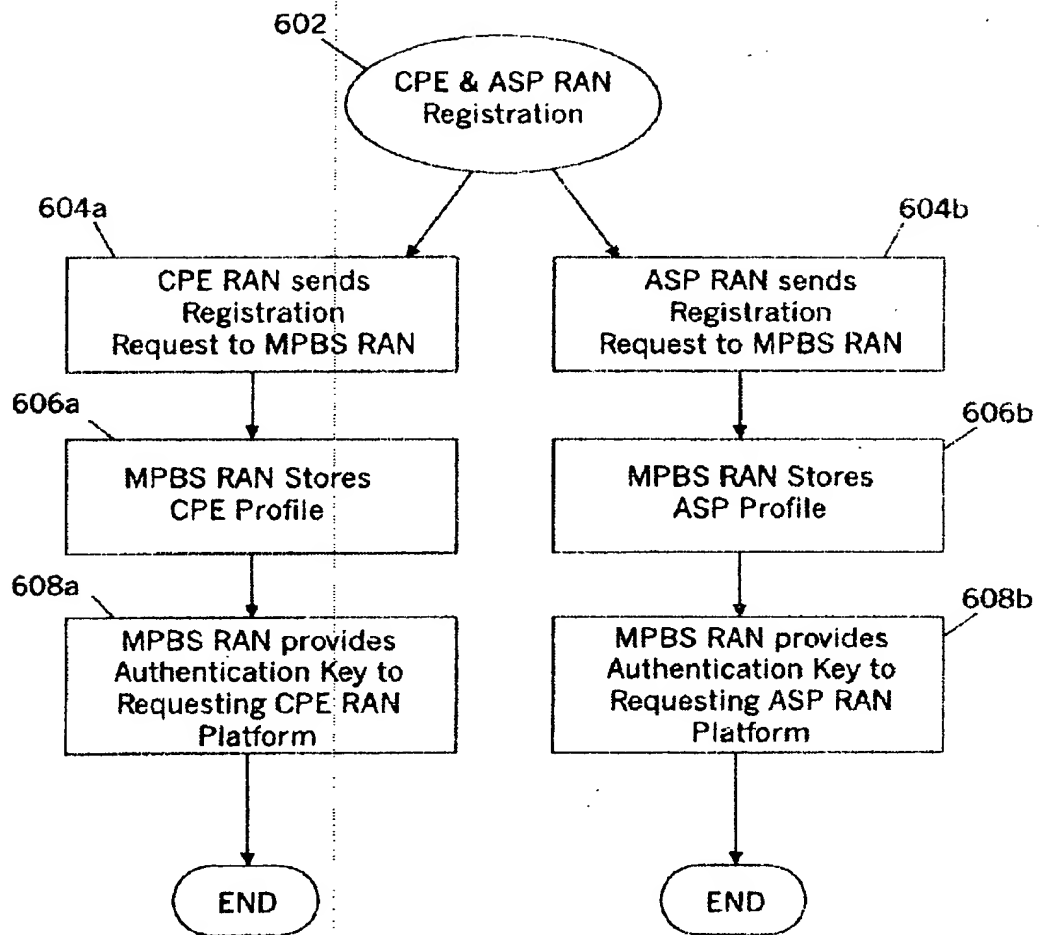 602
CPE & ASP RAN
Registration
604a
604b
CPE RAN sends
Registration
Request to MPBS RAN
ASP RAN sends
Registration
Request to MPBS RAN
606a
606b
MPBS RAN Stores
CPE Profile
MPBS RAN Stores
ASP Profile
608a
608b
MPBS RAN provides
Authentication Key to
Requesting CPE RAN
Platform
MPBS RAN provides
Authentication Key to
Requesting ASP RAN
Platform
END
END